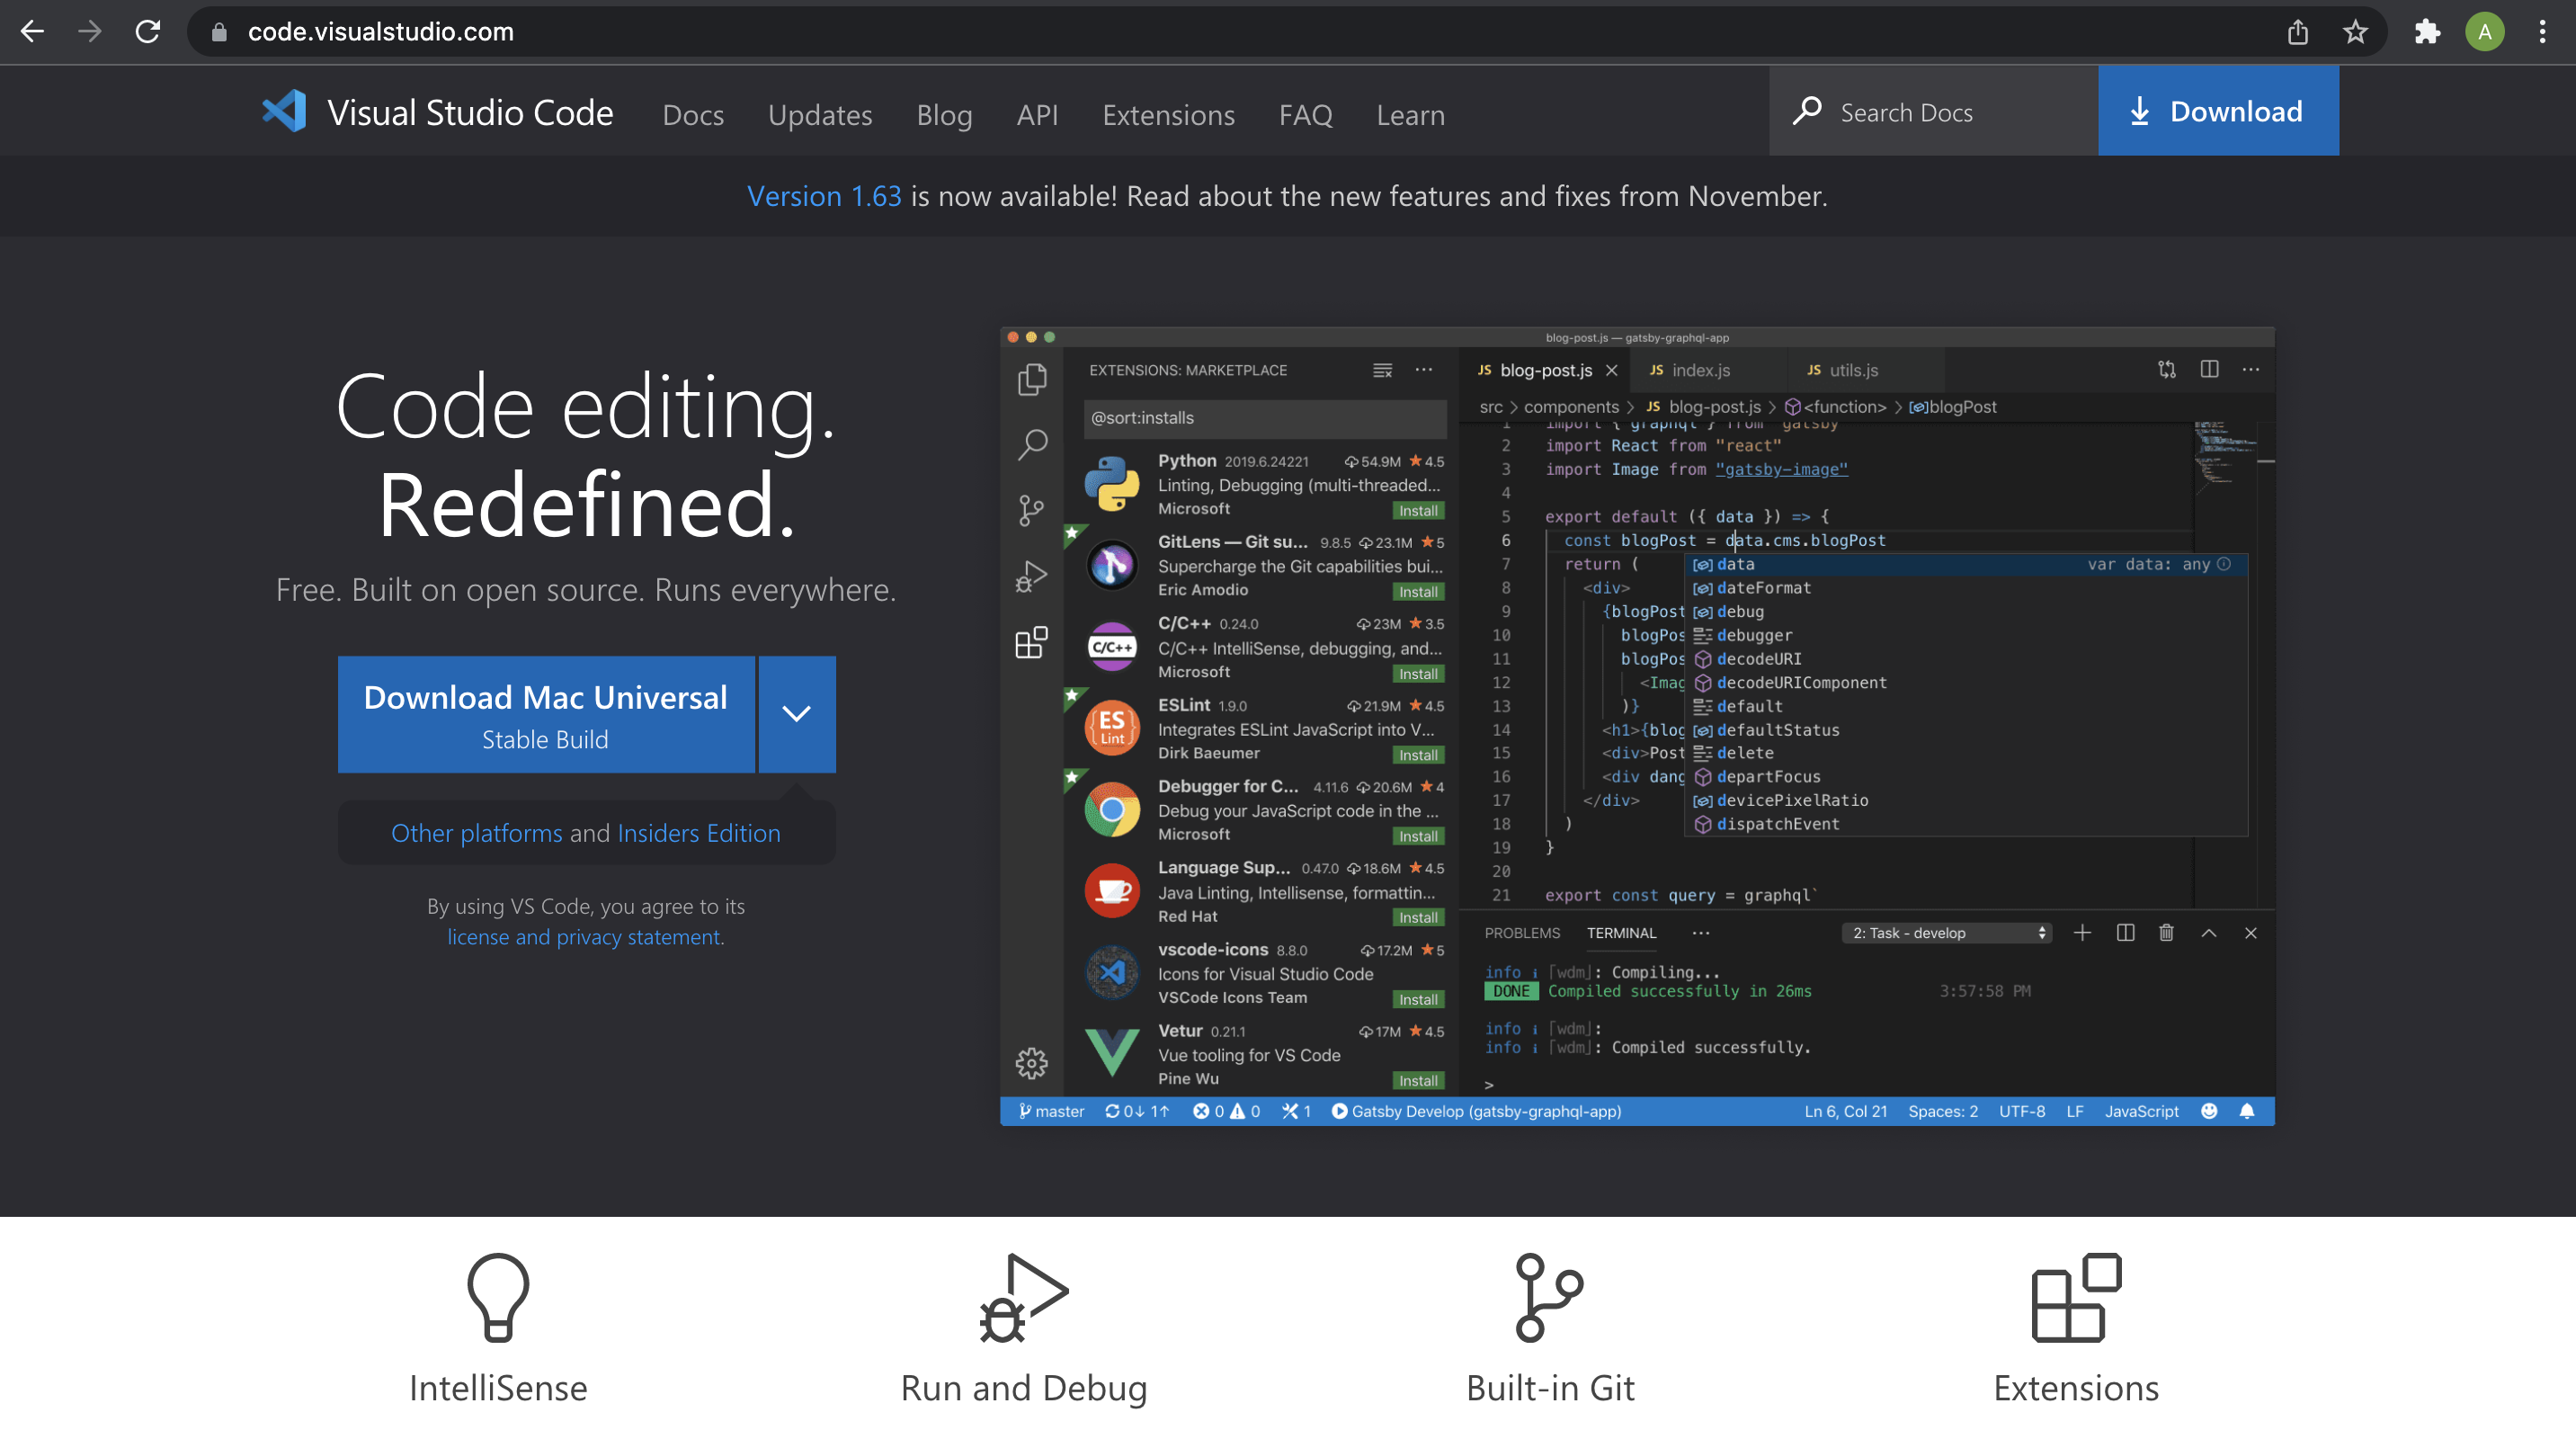 code.visualstudio.com
A
Visual Studio Code
Docs
Updates
Blog
API
Extensions
FAQ
Learn
Search Docs
Download
Version 1.63 is now available! Read about the new features and fixes from November.
Code editing.
Redefined.
Free. Built on open source. Runs everywhere.
Download Mac Universal
Stable Build
Other platforms and Insiders Edition
By using VS Code, you agree to its
license and privacy statement.
blog-post.js — gatsby-graphql-app
EXTENSIONS: MARKETPLACE
@sort:installs
Python 2019.6.24221 54.9M 4.5
Linting, Debugging (multi-threaded...
Microsoft Install
GitLens — Git su... 9.8.5 23.1M 5
Supercharge the Git capabilities bui...
Eric Amodio Install
C/C++
C/C++ 0.24.0 23M 3.5
C/C++ IntelliSense, debugging, and...
Microsoft Install
ES
Lint
ESLint 1.9.0 21.9M 4.5
Integrates ESLint JavaScript into V...
Dirk Baeumer Install
Debugger for C... 4.11.6 20.6M 4
Debug your JavaScript code in the ...
Microsoft Install
Language Sup... 0.47.0 18.6M 4.5
Java Linting, Intellisense, formattin...
Red Hat Install
vscode-icons 8.8.0 17.2M 5
Icons for Visual Studio Code
VSCode Icons Team Install
Vetur 0.21.1 17M 4.5
Vue tooling for VS Code
Pine Wu Install
JS blog-post.js
JS index.js
JS utils.js
src > components > JS blog-post.js > <function> > blogPost
1 import { graphql } from "gatsby"
2 import React from "react"
3 import Image from "gatsby-image"
4
5 export default ({ data }) => {
6 const blogPost = data.cms.blogPost
7 return (
8 <div>
9 {blogPost
10 blogPos
11 blogPos
12 <Imag
13 )}
14 <h1>{blog
15 <div>Post
16 <div dang
17 </div>
18 )
19 }
20
21 export const query = graphql`
data var data: any
dateFormat
debug
debugger
decodeURI
decodeURIComponent
default
defaultStatus
delete
departFocus
devicePixelRatio
dispatchEvent
PROBLEMS
TERMINAL
···
2: Task - develop
info i [wdm]: Compiling...
DONE Compiled successfully in 26ms 3:57:58 PM
info i [wdm]:
info i [wdm]: Compiled successfully.
>
master 0↓ 1↑ 0 0 1 Gatsby Develop (gatsby-graphql-app)
Ln 6, Col 21 Spaces: 2 UTF-8 LF JavaScript
IntelliSense
Run and Debug
Built-in Git
Extensions